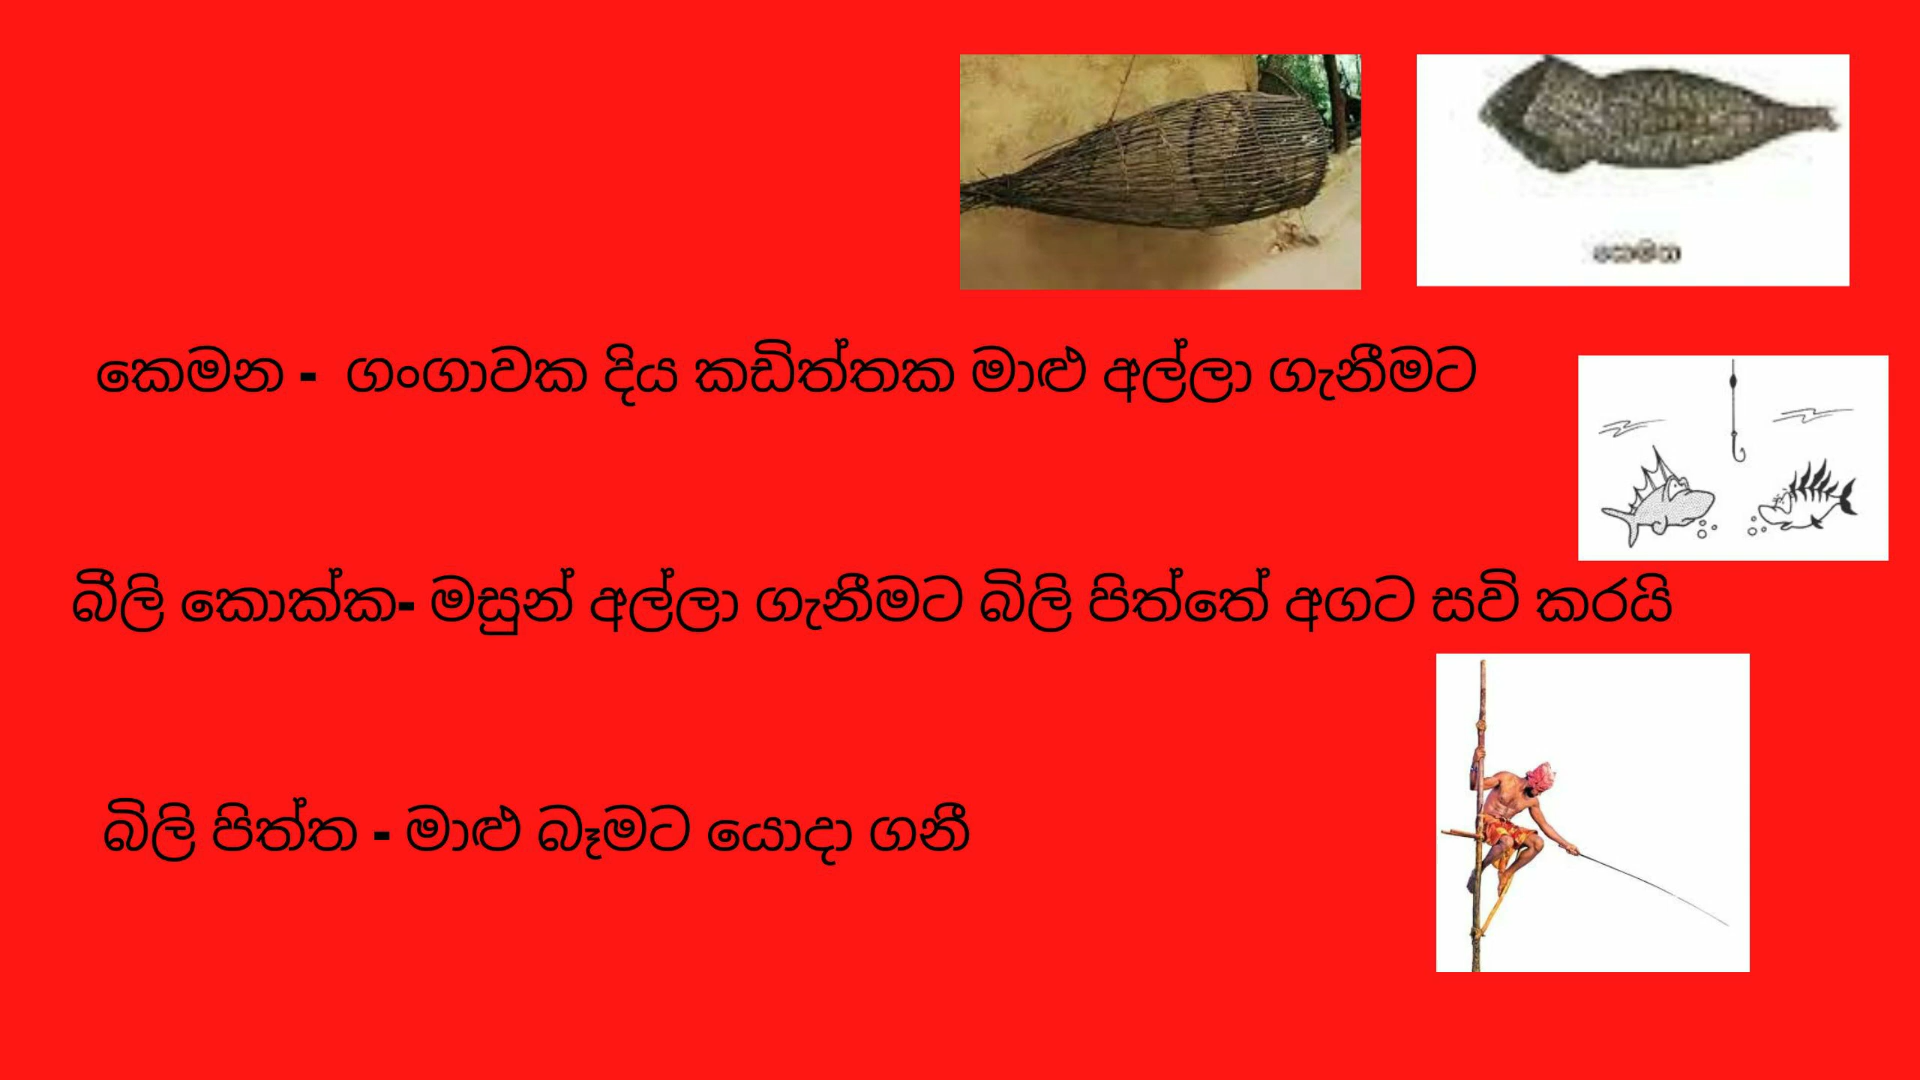 කෙමන - ගංගාවක දිය කඩිත්තක මාළු අල්ලා ගැනීමට
බීලි කොක්ක- මසුන් අල්ලා ගැනීමට බිලි පිත්තේ අගට සවි කරයි
බිලි පිත්ත - මාළු බෑමට යොදා ගනී